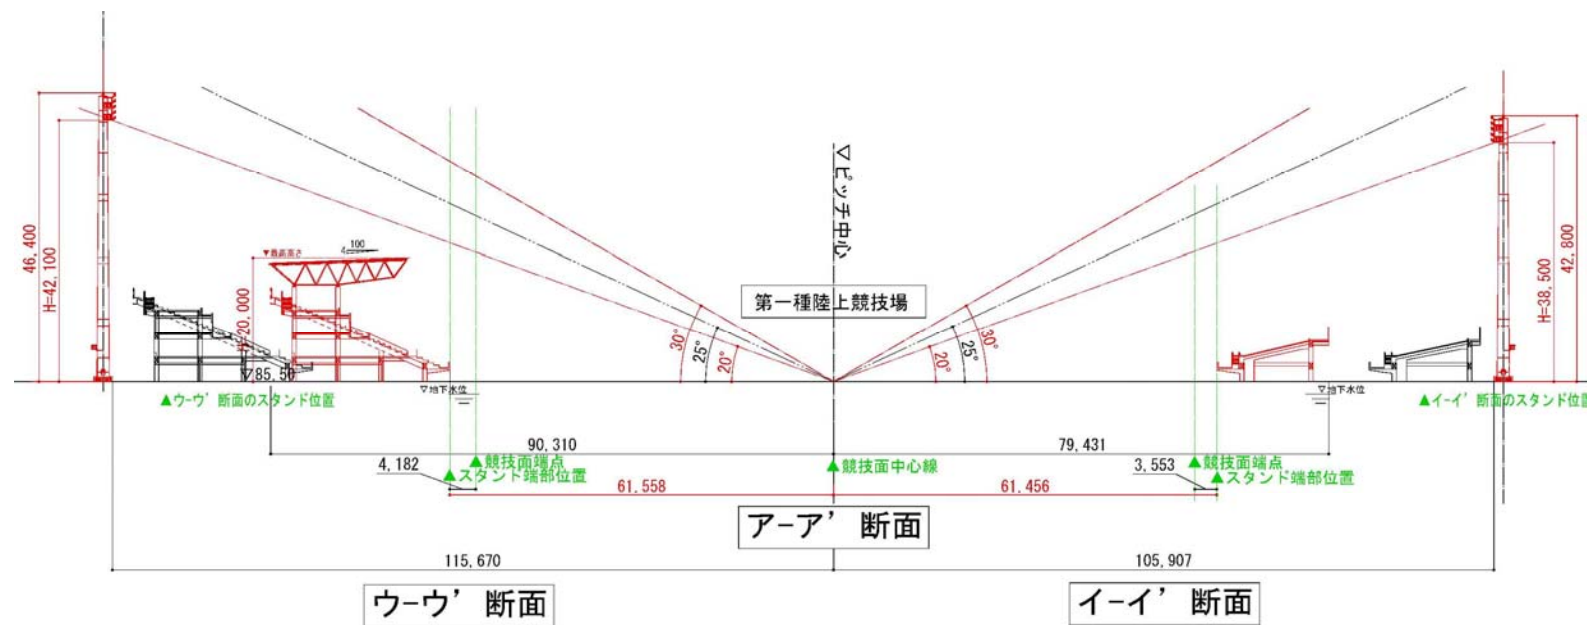 ▽ピッチ中心
46,400
H=42,100
▼最高高さ
100
4
20,000
第一種陸上競技場
30°
25°
20°
20°
25°
30°
H=38,500
42,800
▽85.50
▽地下水位
▽地下水位
▲ウ-ウ’断面のスタンド位置
▲イ-イ’断面のスタンド位置
90,310
79,431
4,182
▲競技面端点
▲スタンド端部位置
▲競技面中心線
3,553
▲競技面端点
▲スタンド端部位置
61,558
61,456
ア-ア’断面
115,670
105,907
ウ-ウ’断面
イ-イ’断面